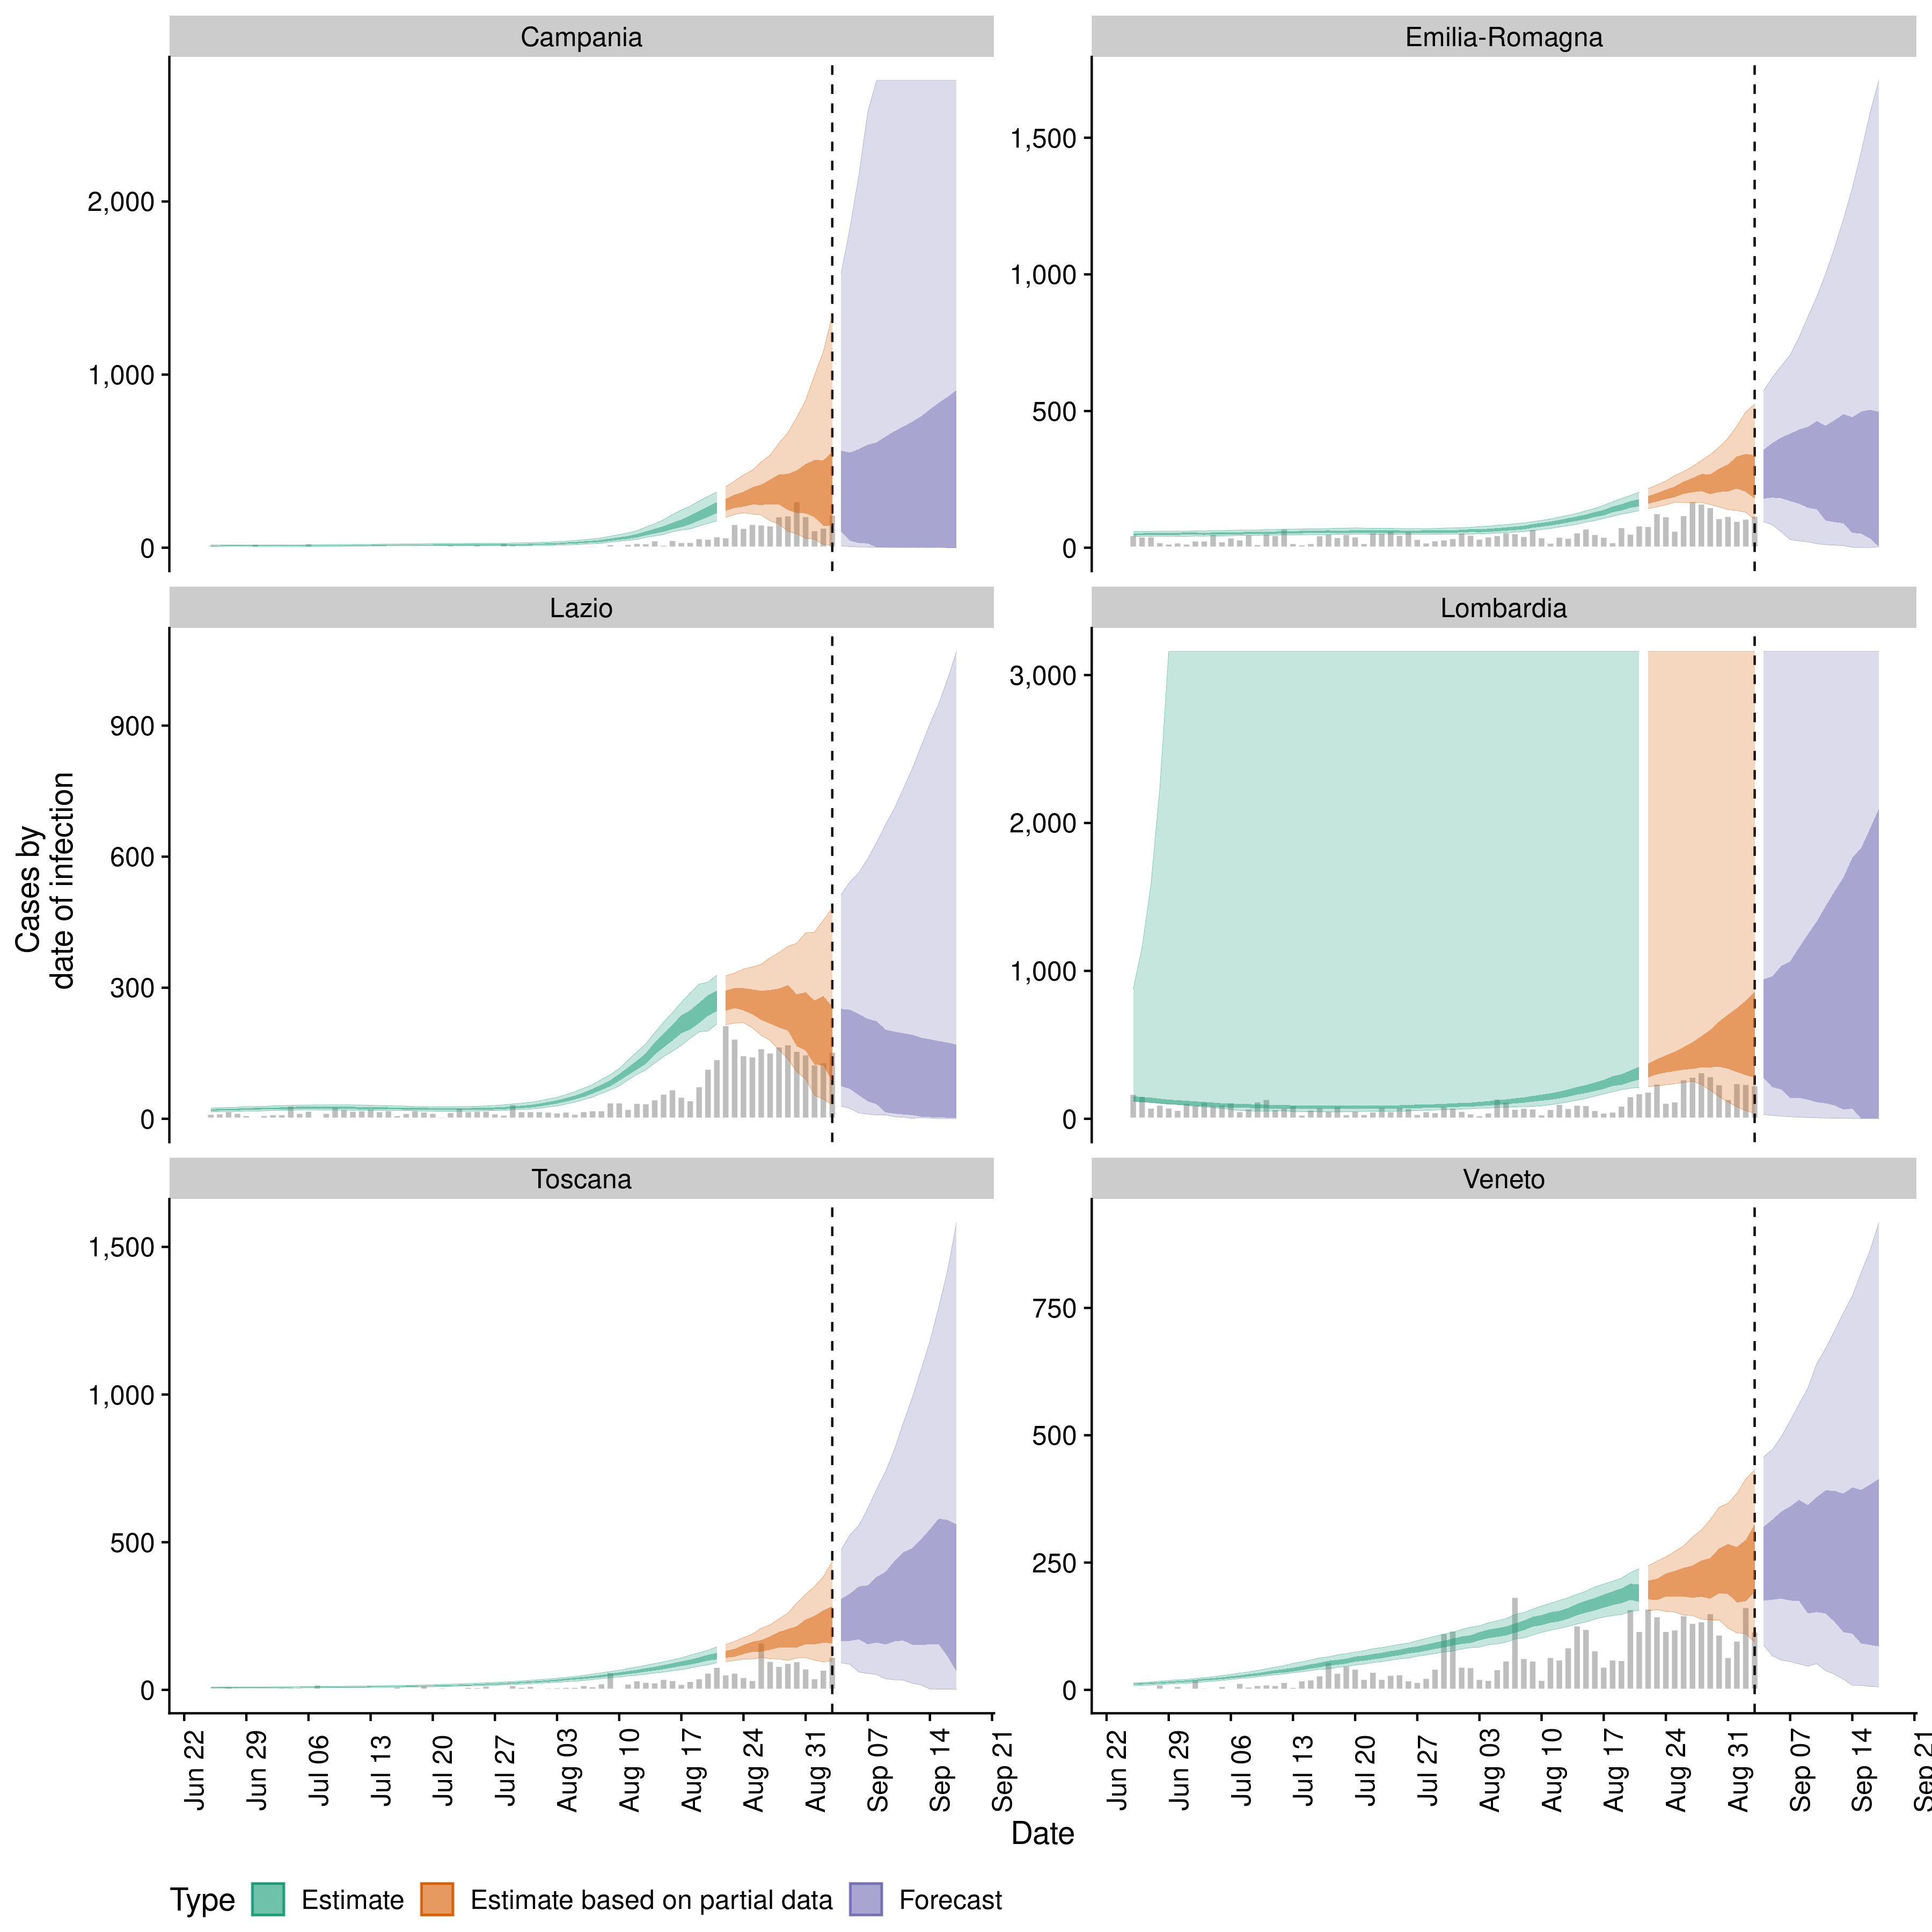 Campania
Emilia-Romagna
2,000
1,000
0
1,500
1,000
500
0
Lazio
Lombardia
900
600
300
0
3,000
2,000
1,000
0
Cases by
date of infection
Toscana
Veneto
1,500
1,000
500
0
750
500
250
0
Jun 22
Jun 29
Jul 06
Jul 13
Jul 20
Jul 27
Aug 03
Aug 10
Aug 17
Aug 24
Aug 31
Sep 07
Sep 14
Sep 21
Jun 22
Jun 29
Jul 06
Jul 13
Jul 20
Jul 27
Aug 03
Aug 10
Aug 17
Aug 24
Aug 31
Sep 07
Sep 14
Sep 21
Date
Type Estimate Estimate based on partial data Forecast